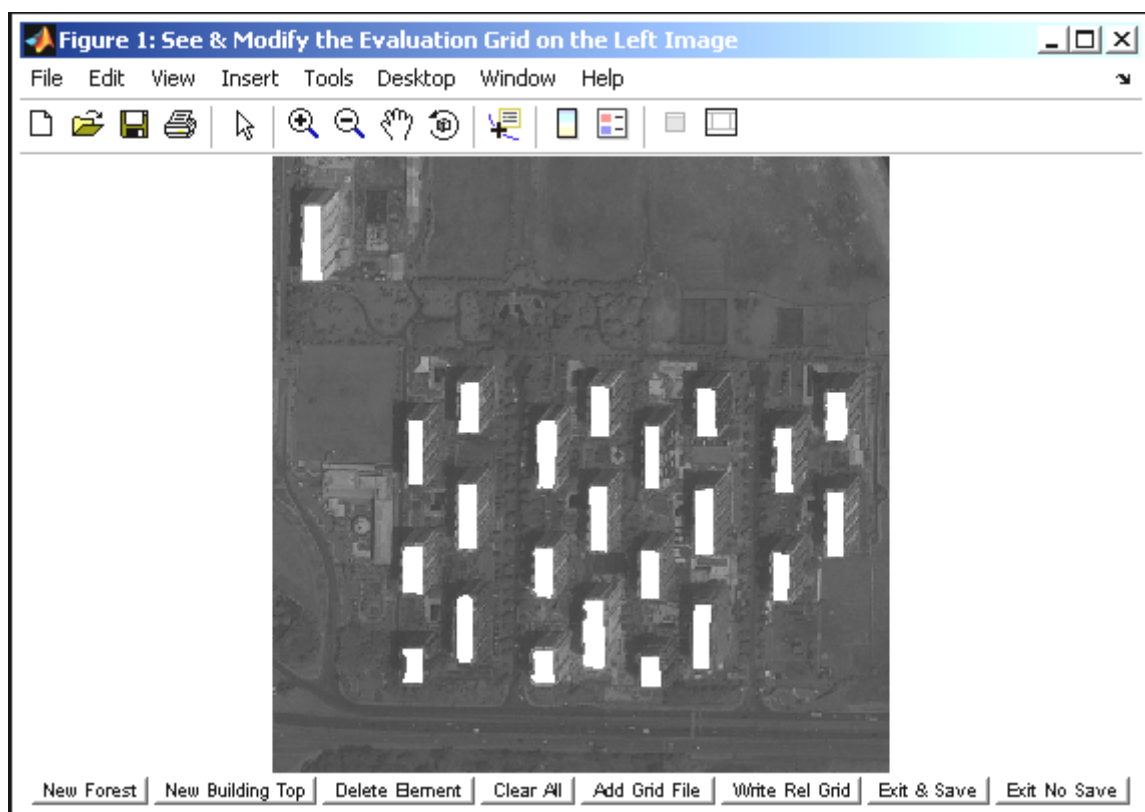 Figure 1: See & Modify the Evaluation Grid on the Left Image
File Edit View Insert Tools Desktop Window Help
New Forest New Building Top Delete Element Clear All Add Grid File Write Rel Grid Exit & Save Exit No Save